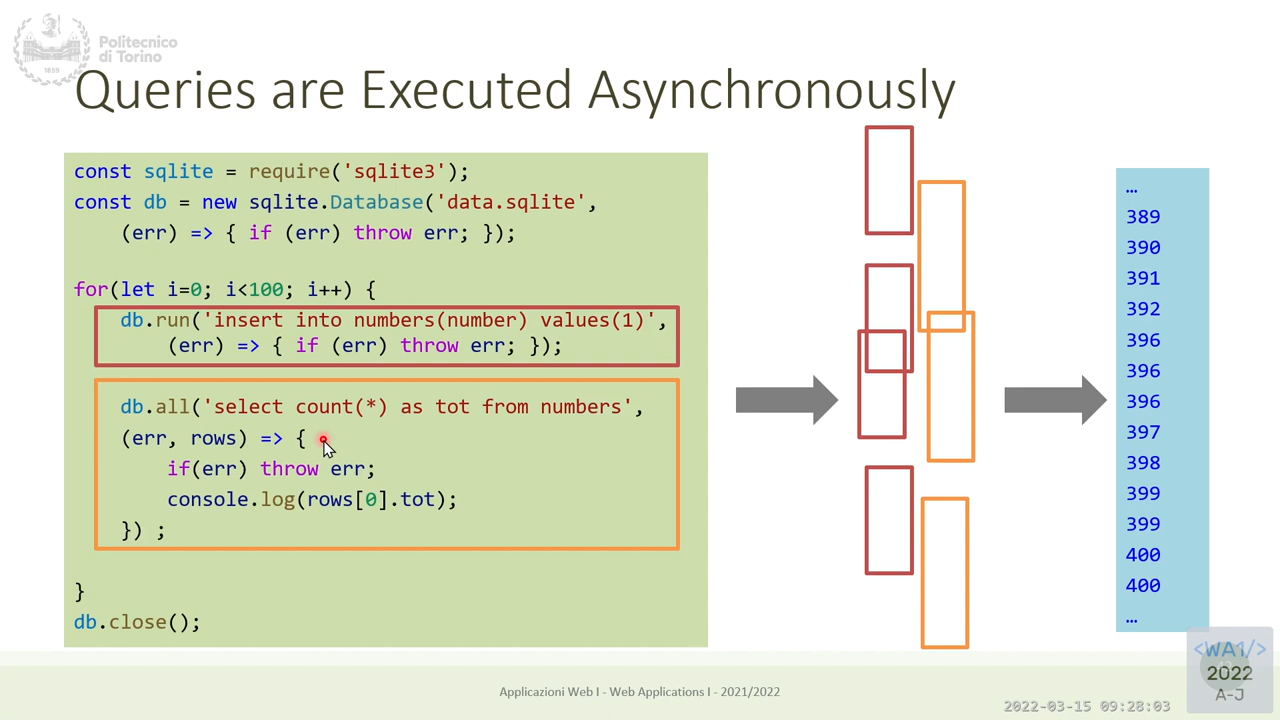 Politecnico
di Torino
1859
Queries are Executed Asynchronously
const sqlite = require('sqlite3');
const db = new sqlite.Database('data.sqlite',
(err) => { if (err) throw err; });
for(let i=0; i<100; i++) {
db.run('insert into numbers(number) values(1)',
(err) => { if (err) throw err; });
db.all('select count(*) as tot from numbers',
(err, rows) => {
if(err) throw err;
console.log(rows[0].tot);
}) ;
}
db.close();
…
389
390
391
392
396
396
396
397
398
399
399
400
400
…
<WA1/>
2022
A-J
Applicazioni Web I - Web Applications I - 2021/2022
2022-03-15 09:28:03